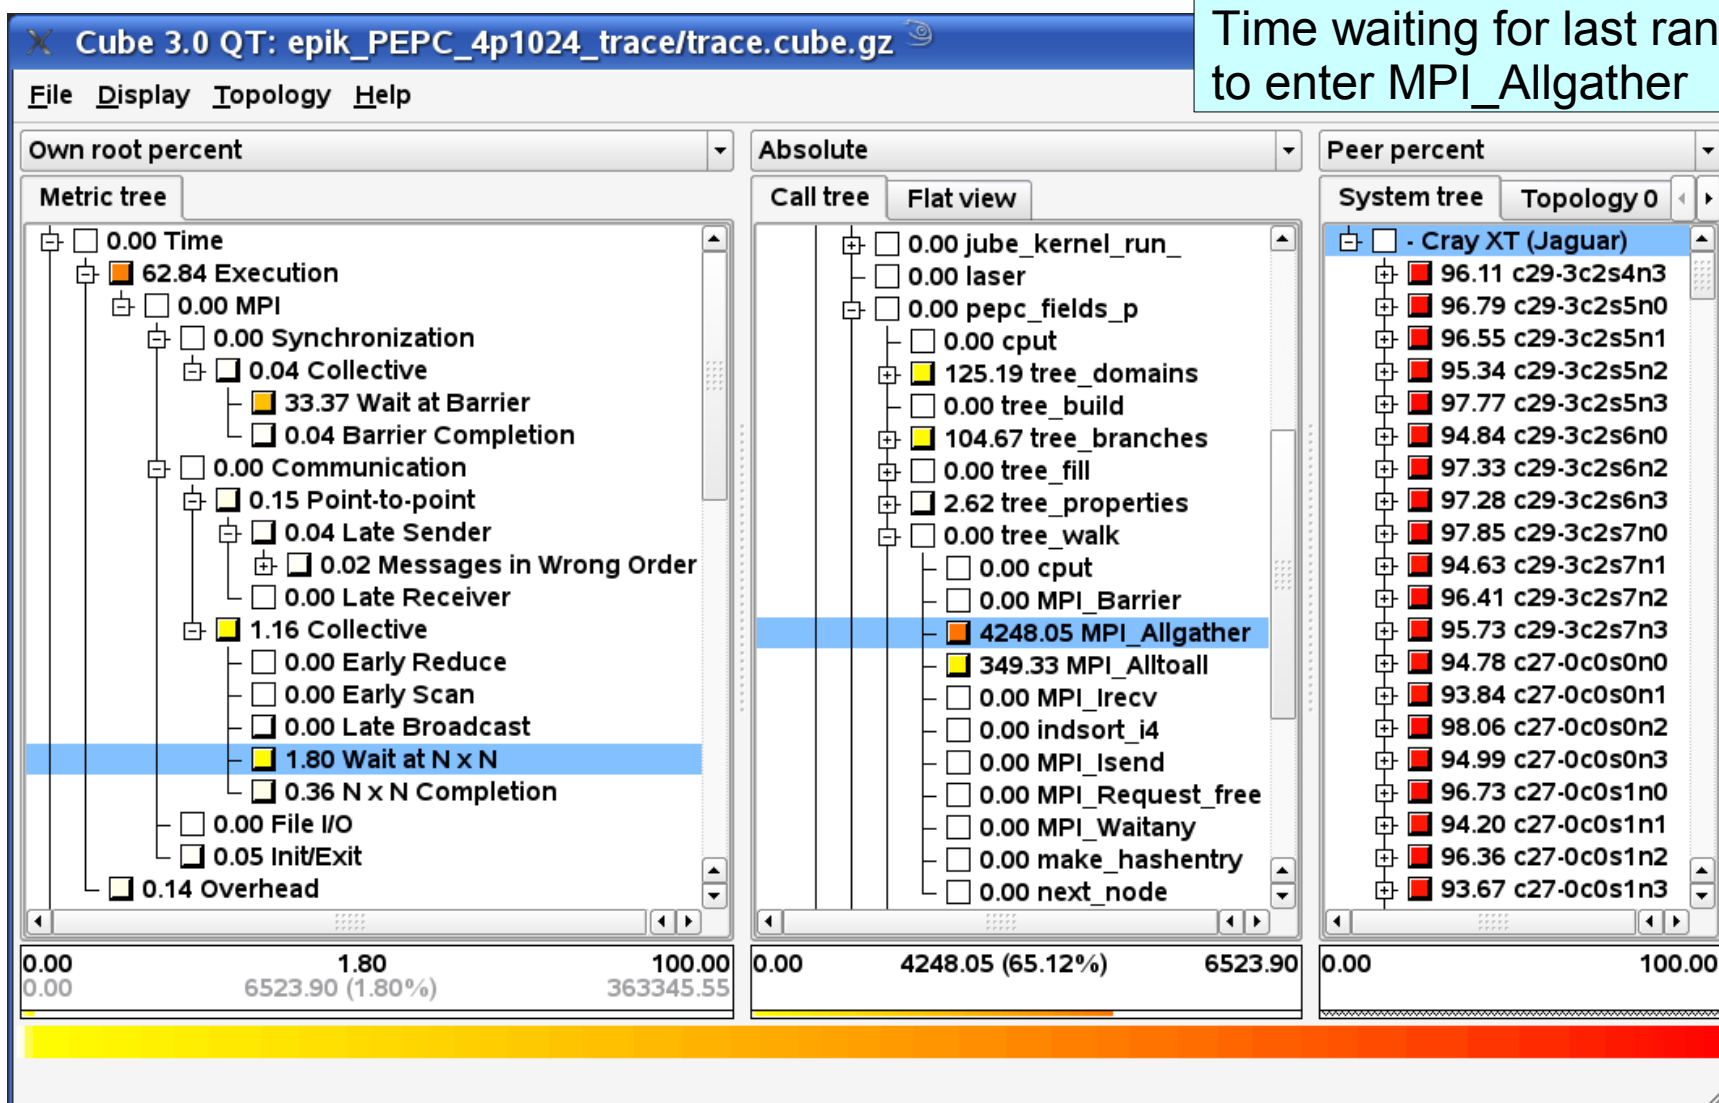 Cube 3.0 QT: epik_PEPC_4p1024_trace/trace.cube.gz
Time waiting for last ran
to enter MPI_Allgather
File Display Topology Help
Own root percent
Metric tree
0.00 Time
62.84 Execution
0.00 MPI
0.00 Synchronization
0.04 Collective
33.37 Wait at Barrier
0.04 Barrier Completion
0.00 Communication
0.15 Point-to-point
0.04 Late Sender
0.02 Messages in Wrong Order
0.00 Late Receiver
1.16 Collective
0.00 Early Reduce
0.00 Early Scan
0.00 Late Broadcast
1.80 Wait at N x N
0.36 N x N Completion
0.00 File I/O
0.05 Init/Exit
0.14 Overhead
0.00 1.80 100.00
0.00 6523.90 (1.80%) 363345.55
Absolute
Call tree Flat view
0.00 jube_kernel_run_
0.00 laser
0.00 pepc_fields_p
0.00 cput
125.19 tree_domains
0.00 tree_build
104.67 tree_branches
0.00 tree_fill
2.62 tree_properties
0.00 tree_walk
0.00 cput
0.00 MPI_Barrier
4248.05 MPI_Allgather
349.33 MPI_Alltoall
0.00 MPI_Irecv
0.00 indsort_i4
0.00 MPI_Isend
0.00 MPI_Request_free
0.00 MPI_Waitany
0.00 make_hashentry
0.00 next_node
0.00 4248.05 (65.12%) 6523.90
Peer percent
System tree Topology 0
- Cray XT (Jaguar)
96.11 c29-3c2s4n3
96.79 c29-3c2s5n0
96.55 c29-3c2s5n1
95.34 c29-3c2s5n2
97.77 c29-3c2s5n3
94.84 c29-3c2s6n0
97.33 c29-3c2s6n2
97.28 c29-3c2s6n3
97.85 c29-3c2s7n0
94.63 c29-3c2s7n1
96.41 c29-3c2s7n2
95.73 c29-3c2s7n3
94.78 c27-0c0s0n0
93.84 c27-0c0s0n1
98.06 c27-0c0s0n2
94.99 c27-0c0s0n3
96.73 c27-0c0s1n0
94.20 c27-0c0s1n1
96.36 c27-0c0s1n2
93.67 c27-0c0s1n3
0.00 100.00